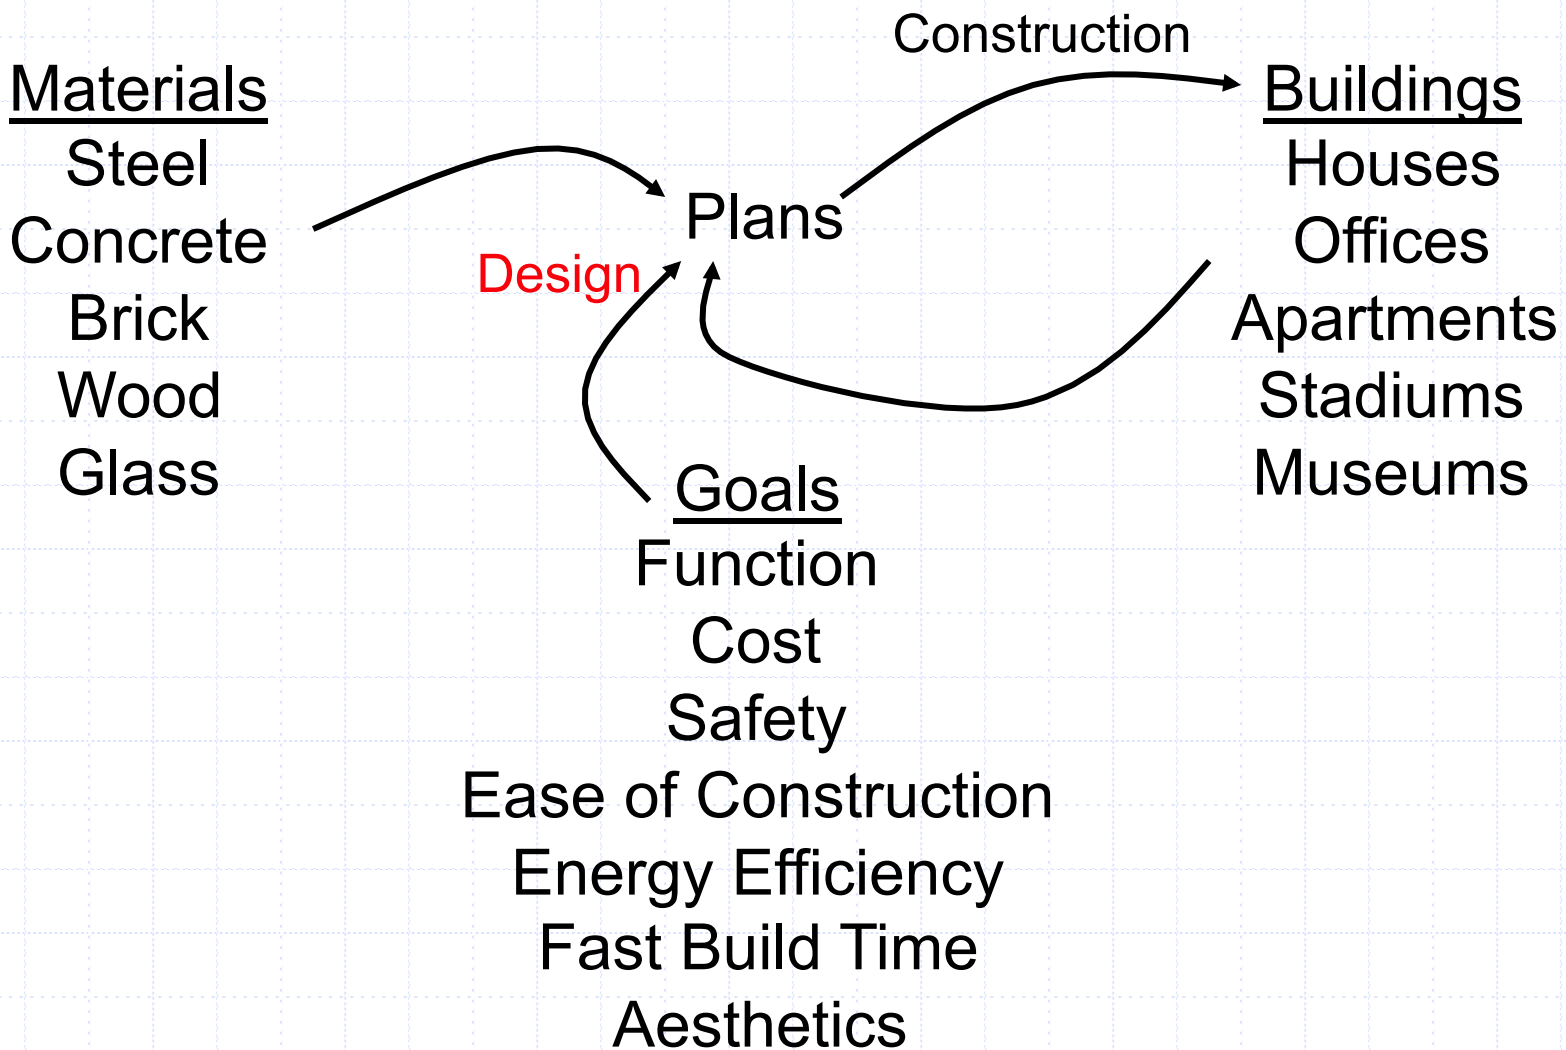 Construction
Materials
Steel
Concrete
Brick
Wood
Glass
Plans
Design
Buildings
Houses
Offices
Apartments
Stadiums
Museums
Goals
Function
Cost
Safety
Ease of Construction
Energy Efficiency
Fast Build Time
Aesthetics